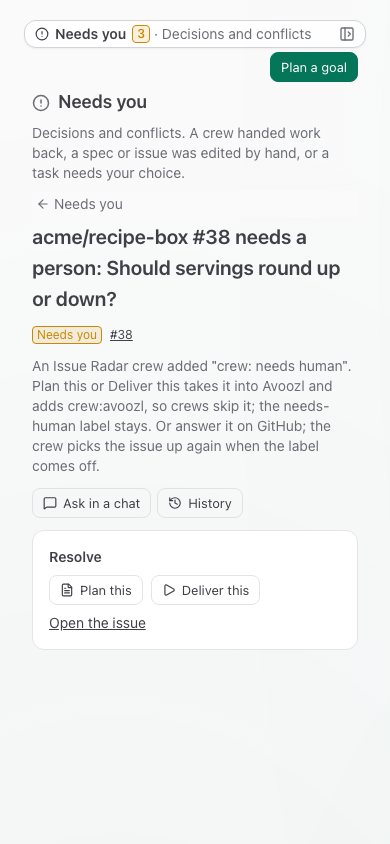 Needs you 3 · Decisions and conflicts
Plan a goal
Needs you
Decisions and conflicts. A crew handed work
back, a spec or issue was edited by hand, or a
task needs your choice.
Needs you
acme/recipe-box #38 needs a
person: Should servings round up
or down?
Needs you #38
An Issue Radar crew added "crew: needs human".
Plan this or Deliver this takes it into Avoozl and
adds crew:avoozl, so crews skip it; the needs-
human label stays. Or answer it on GitHub; the
crew picks the issue up again when the label
comes off.
Ask in a chat History
Resolve
Plan this Deliver this
Open the issue